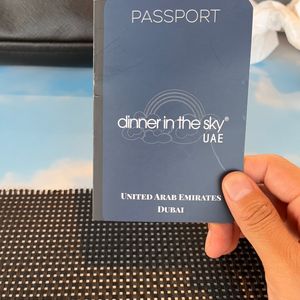 PASSPORT
dinner in the sky®
UAE
UNITED ARAB EMIRATES
DUBAI